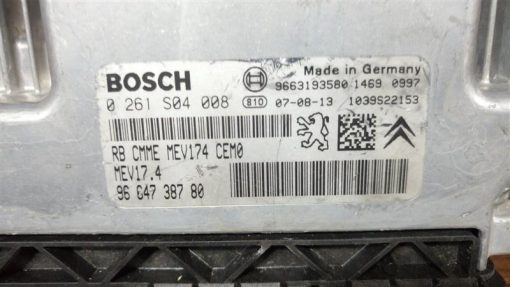 BOSCH Made in Germany
9663193580 1469 0997
0 261 S04 008 810 07-08-13 1039S22153
RB CMME MEV174 CEM0
MEV17.4
96 647 387 80